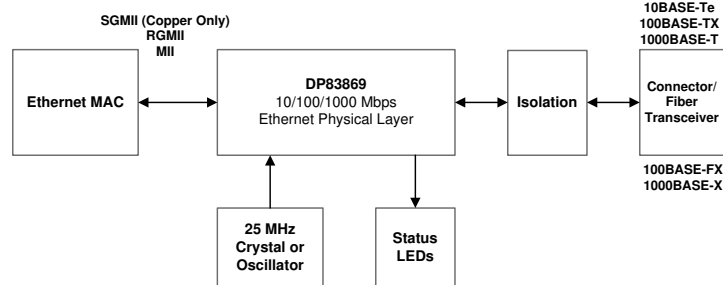 SGMII (Copper Only)
RGMII
MII
Ethernet MAC
DP83869
10/100/1000 Mbps
Ethernet Physical Layer
Isolation
10BASE-Te
100BASE-TX
1000BASE-T
Connector/
Fiber
Transceiver
100BASE-FX
1000BASE-X
25 MHz
Crystal or
Oscillator
Status
LEDs